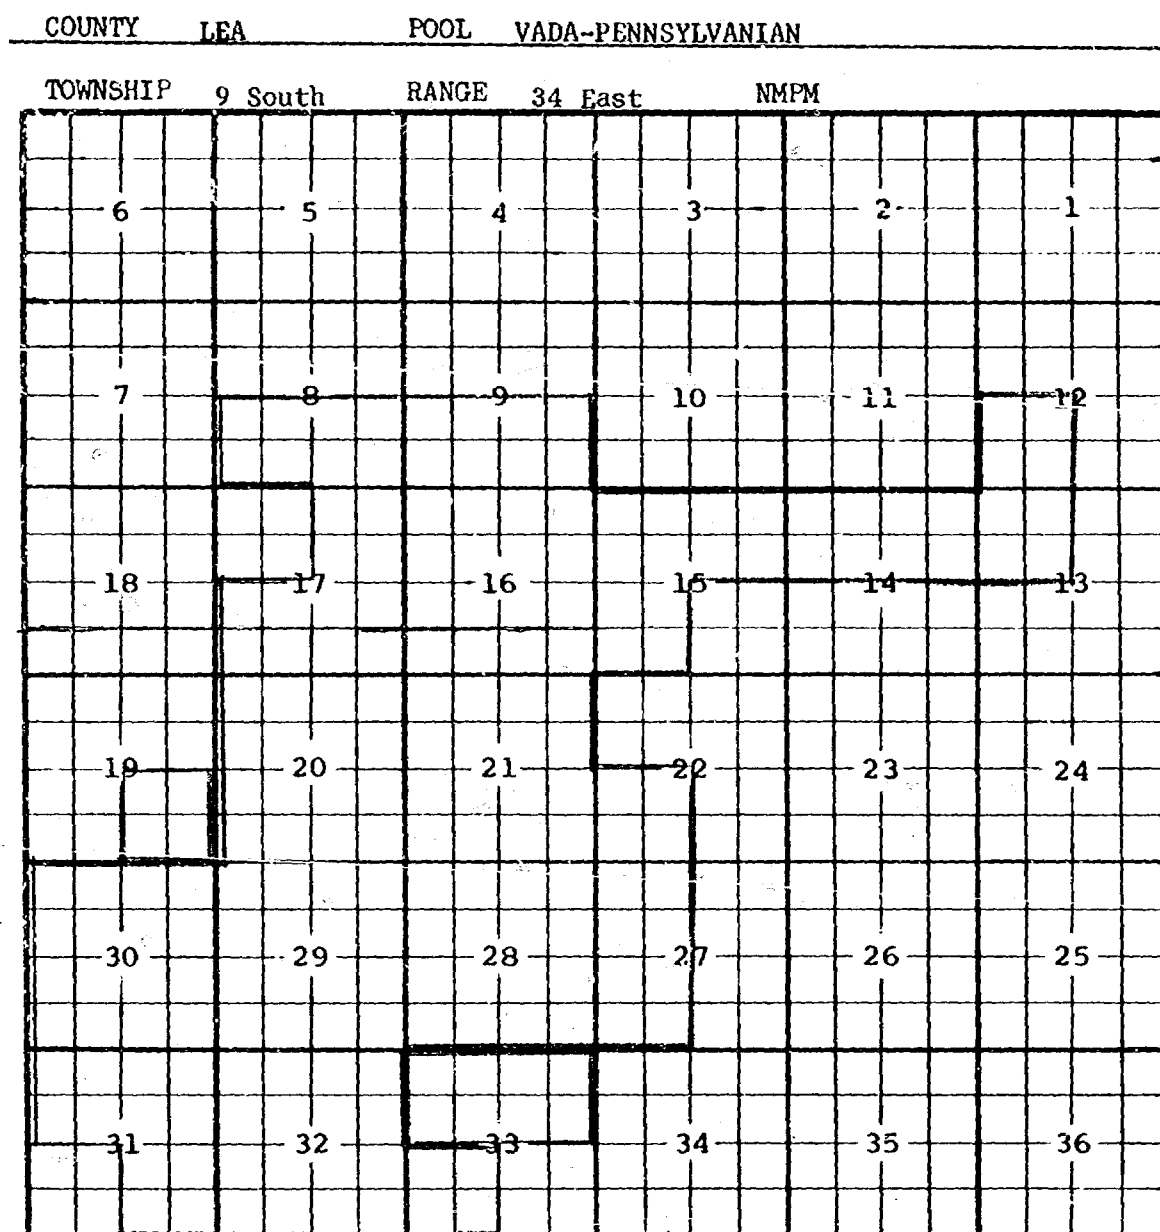 COUNTY LEA POOL VADA-PENNSYLVANIAN
TOWNSHIP 9 South RANGE 34 East NMPM
6 5 4 3 2 1
7 8 9 10 11 12
18 17 16 15 14 13
19 20 21 22 23 24
30 29 28 27 26 25
31 32 33 34 35 36